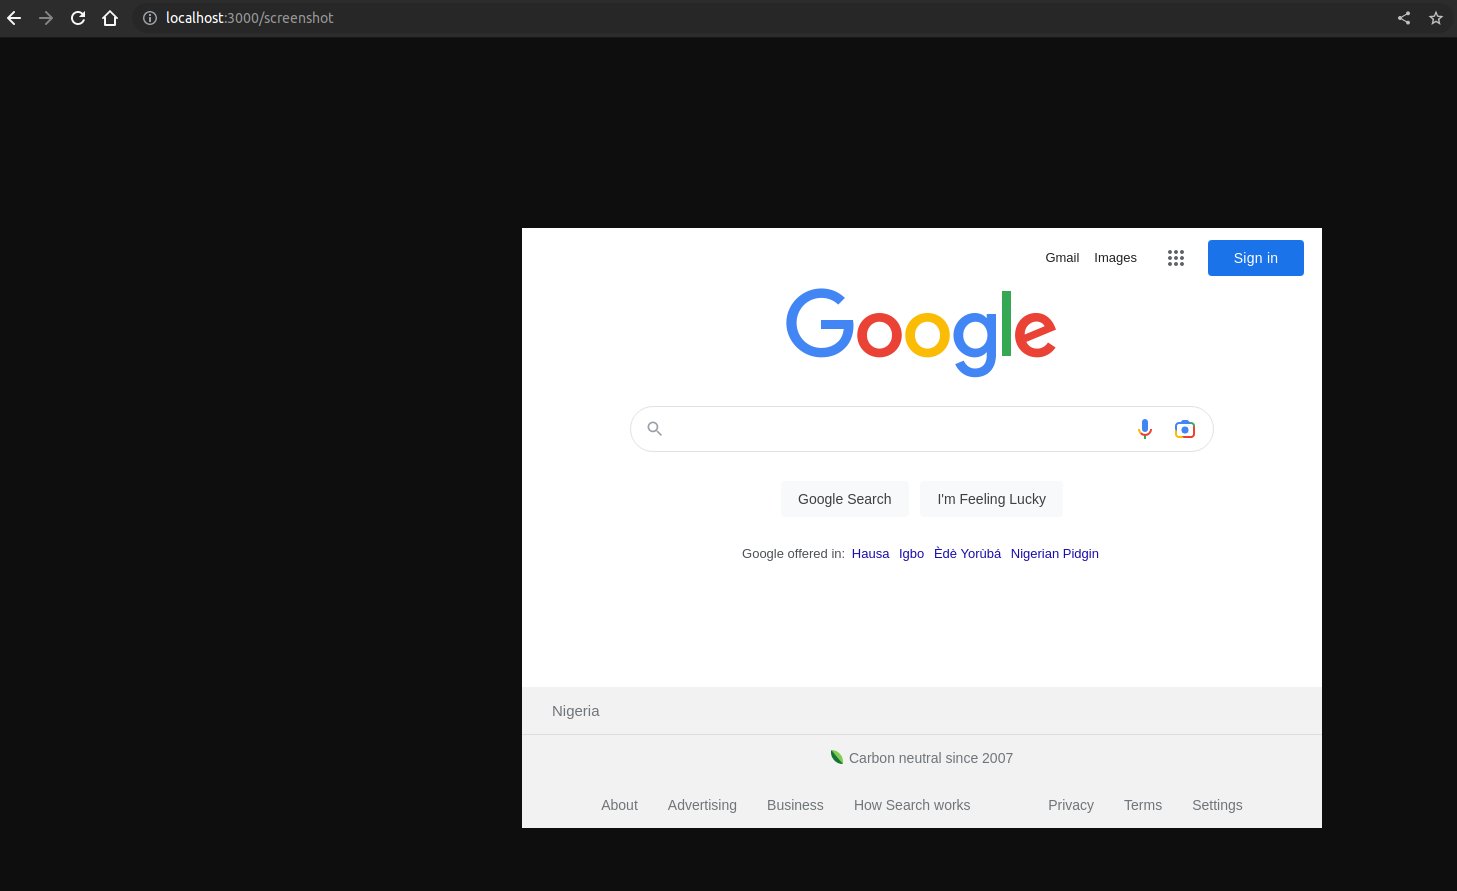 localhost:3000/screenshot
Gmail Images Sign in
Google
Google Search I'm Feeling Lucky
Google offered in: Hausa Igbo Èdè Yorùbá Nigerian Pidgin
Nigeria
Carbon neutral since 2007
About Advertising Business How Search works Privacy Terms Settings